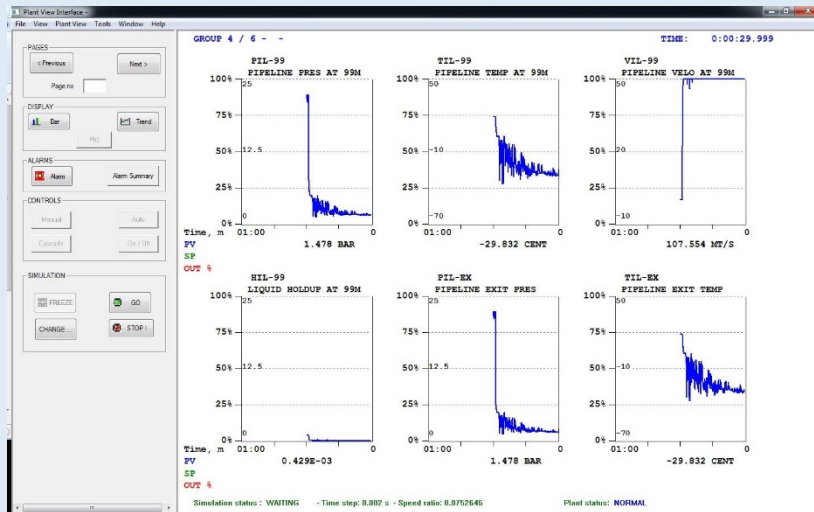 Plant View Interface -
File View Plant View Tools Window Help
PAGES
< Previous Next >
Page no
DISPLAY
Bar Trend
Plot
ALARMS
Alarm Alarm Summary
CONTROLS
Manual Auto
Cascade On / Off
SIMULATION
FREEZE GO
CHANGE ... STOP !
GROUP 4 / 6 - - TIME: 0:00:29.999
PIL-99 TIL-99 VIL-99
PIPELINE PRES AT 99M PIPELINE TEMP AT 99M PIPELINE VELO AT 99M
100% 25 100% 50 100% 50
75% 75% 75%
50% 12.5 50% -10 50% 20
25% 25% 25%
0% 0 0% -70 0% -10
Time, m 01:00 0 01:00 0 01:00 0
PV 1.478 BAR -29.832 CENT 107.554 MT/S
SP
OUT %
HIL-99 PIL-EX TIL-EX
LIQUID HOLDUP AT 99M PIPELINE EXIT PRES PIPELINE EXIT TEMP
100% 25 100% 25 100% 50
75% 75% 75%
50% 12.5 50% 12.5 50% -10
25% 25% 25%
0% 0 0% 0 0% -70
Time, m 01:00 0 01:00 0 01:00 0
PV 0.429E-03 1.478 BAR -29.832 CENT
SP
OUT %
Simulation status : WAITING - Time step: 0.002 s - Speed ratio: 0.0752646 Plant status: NORMAL